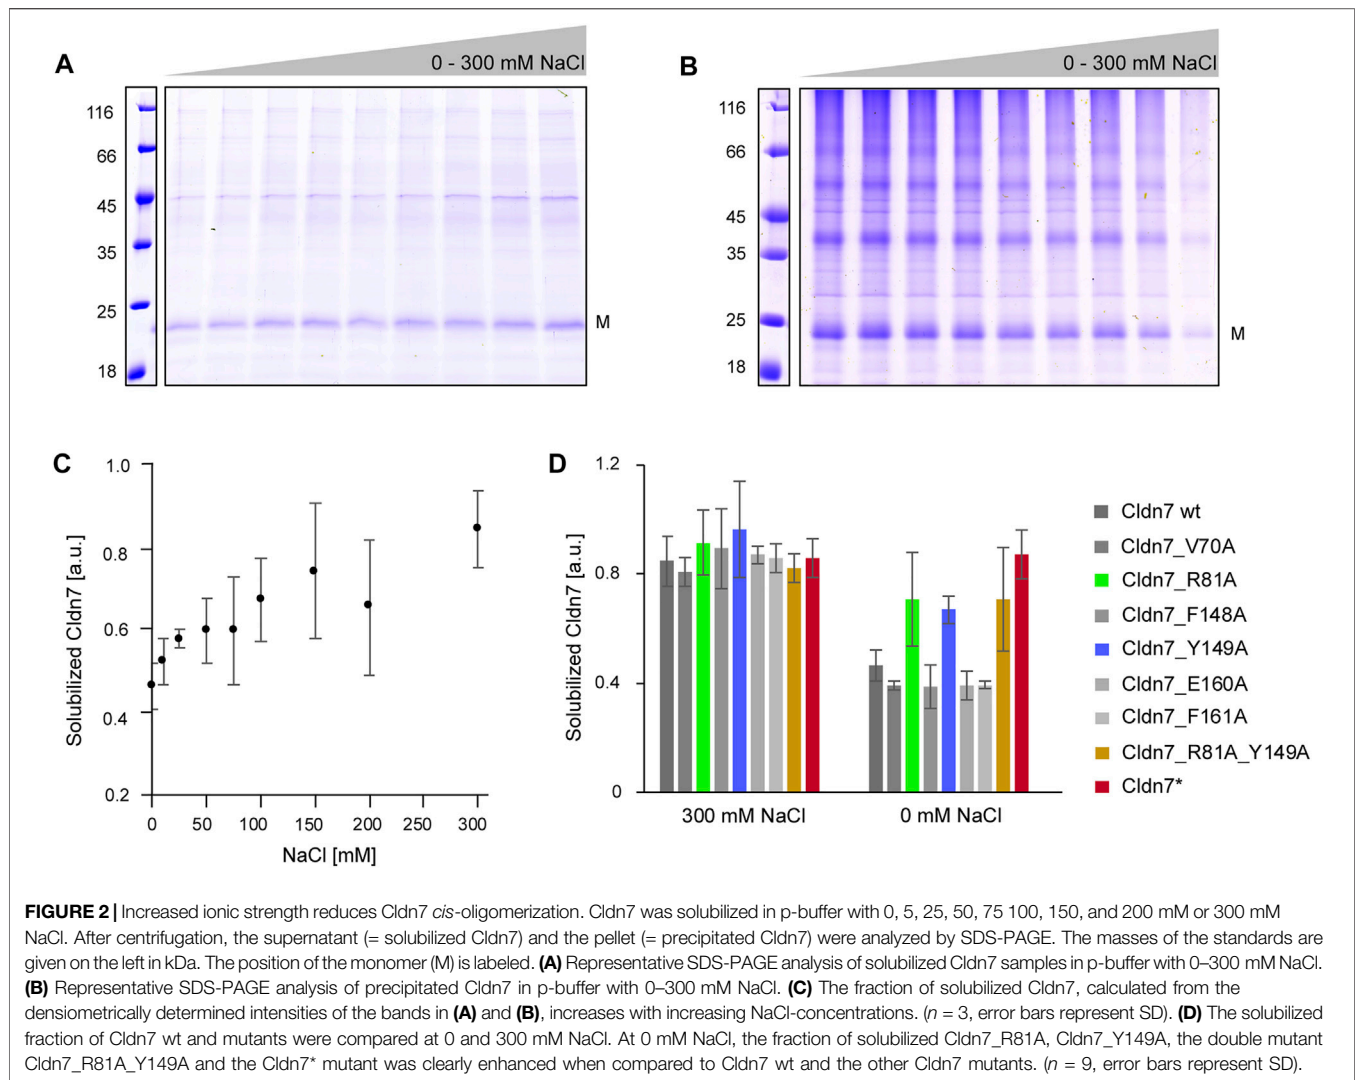 A
0 - 300 mM NaCl
116
66
45
35
25
18
M
B
0 - 300 mM NaCl
116
66
45
35
25
18
M
C
Solubilized Cldn7 [a.u.]
1.0
0.8
0.6
0.4
0.2
0 50 100 150 200 250 300
NaCl [mM]
D
Solubilized Cldn7 [a.u.]
1.2
0.8
0.4
0
300 mM NaCl
0 mM NaCl
Cldn7 wt
Cldn7_V70A
Cldn7_R81A
Cldn7_F148A
Cldn7_Y149A
Cldn7_E160A
Cldn7_F161A
Cldn7_R81A_Y149A
Cldn7*
FIGURE 2 | Increased ionic strength reduces Cldn7 cis-oligomerization. Cldn7 was solubilized in p-buffer with 0, 5, 25, 50, 75 100, 150, and 200 mM or 300 mM
NaCl. After centrifugation, the supernatant (= solubilized Cldn7) and the pellet (= precipitated Cldn7) were analyzed by SDS-PAGE. The masses of the standards are
given on the left in kDa. The position of the monomer (M) is labeled. (A) Representative SDS-PAGE analysis of solubilized Cldn7 samples in p-buffer with 0–300 mM NaCl.
(B) Representative SDS-PAGE analysis of precipitated Cldn7 in p-buffer with 0–300 mM NaCl. (C) The fraction of solubilized Cldn7, calculated from the
densiometrically determined intensities of the bands in (A) and (B), increases with increasing NaCl-concentrations. (n = 3, error bars represent SD). (D) The solubilized
fraction of Cldn7 wt and mutants were compared at 0 and 300 mM NaCl. At 0 mM NaCl, the fraction of solubilized Cldn7_R81A, Cldn7_Y149A, the double mutant
Cldn7_R81A_Y149A and the Cldn7* mutant was clearly enhanced when compared to Cldn7 wt and the other Cldn7 mutants. (n = 9, error bars represent SD).